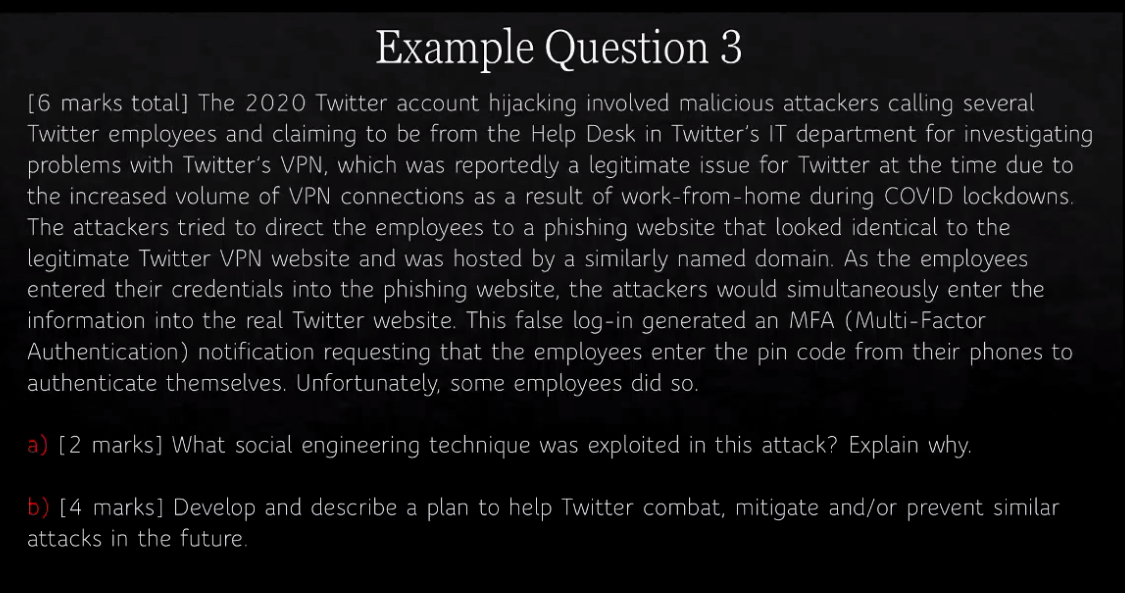 Example Question 3
[6 marks total] The 2020 Twitter account hijacking involved malicious attackers calling several
Twitter employees and claiming to be from the Help Desk in Twitter's IT department for investigating
problems with Twitter's VPN, which was reportedly a legitimate issue for Twitter at the time due to
the increased volume of VPN connections as a result of work-from-home during COVID lockdowns.
The attackers tried to direct the employees to a phishing website that looked identical to the
legitimate Twitter VPN website and was hosted by a similarly named domain. As the employees
entered their credentials into the phishing website, the attackers would simultaneously enter the
information into the real Twitter website. This false log-in generated an MFA (Multi-Factor
Authentication) notification requesting that the employees enter the pin code from their phones to
authenticate themselves. Unfortunately, some employees did so.
a) [2 marks] What social engineering technique was exploited in this attack? Explain why.
b) [4 marks] Develop and describe a plan to help Twitter combat, mitigate and/or prevent similar
attacks in the future.